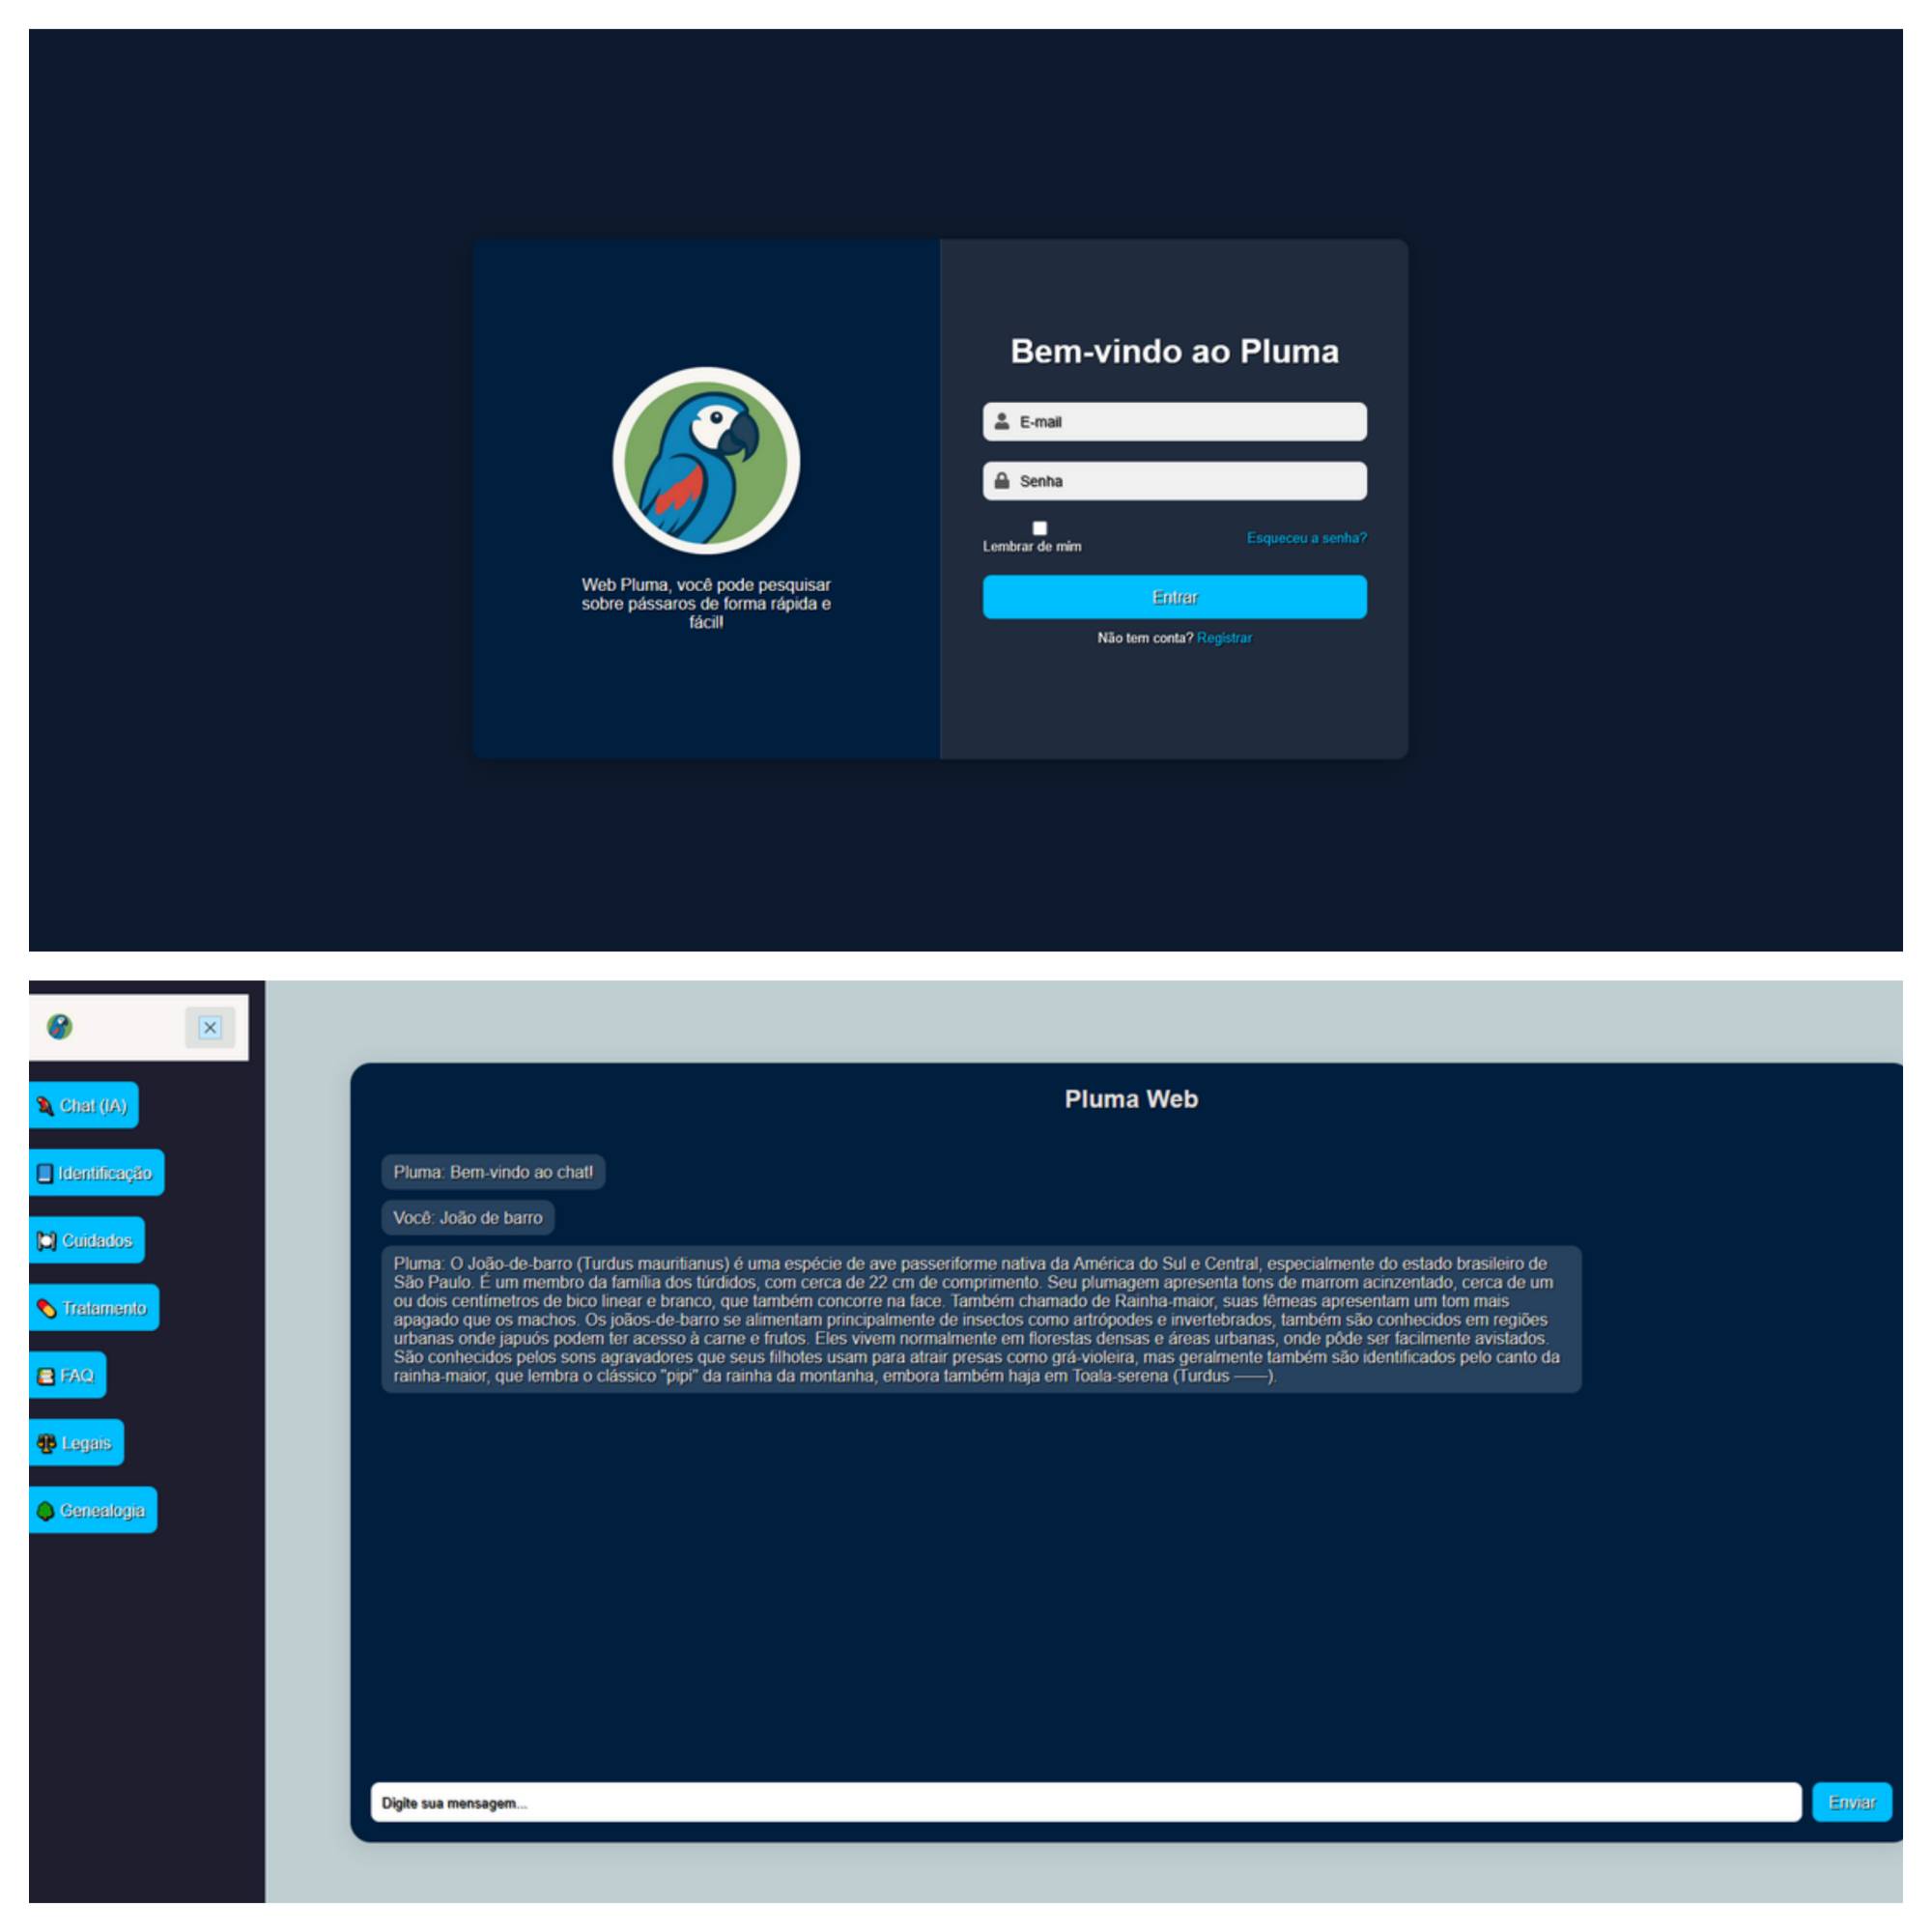 Bem-vindo ao Pluma
E-mail
Senha
Lembrar de mim
Esqueceu a senha?
Entrar
Não tem conta? Registrar
Web Pluma, você pode pesquisar
sobre pássaros de forma rápida e
fácil!
Chat (IA)
Identificação
Cuidados
Tratamento
FAQ
Legais
Genealogia
Pluma Web
Pluma: Bem-vindo ao chat!
Você: João de barro
Pluma: O João-de-barro (Turdus mauritianus) é uma espécie de ave passeriforme nativa da América do Sul e Central, especialmente do estado brasileiro de
São Paulo. É um membro da família dos túrdidos, com cerca de 22 cm de comprimento. Seu plumagem apresenta tons de marrom acinzentado, cerca de um
ou dois centímetros de bico linear e branco, que também concorre na face. Também chamado de Rainha-maior, suas fêmeas apresentam um tom mais
apagado que os machos. Os joãos-de-barro se alimentam principalmente de insectos como artrópodes e invertebrados, também são conhecidos em regiões
urbanas onde japuós podem ter acesso à carne e frutos. Eles vivem normalmente em florestas densas e áreas urbanas, onde pôde ser facilmente avistados.
São conhecidos pelos sons agravadores que seus filhotes usam para atrair presas como grá-violeira, mas geralmente também são identificados pelo canto da
rainha-maior, que lembra o clássico "pipi" da rainha da montanha, embora também haja em Toala-serena (Turdus ——).
Digite sua mensagem...
Enviar